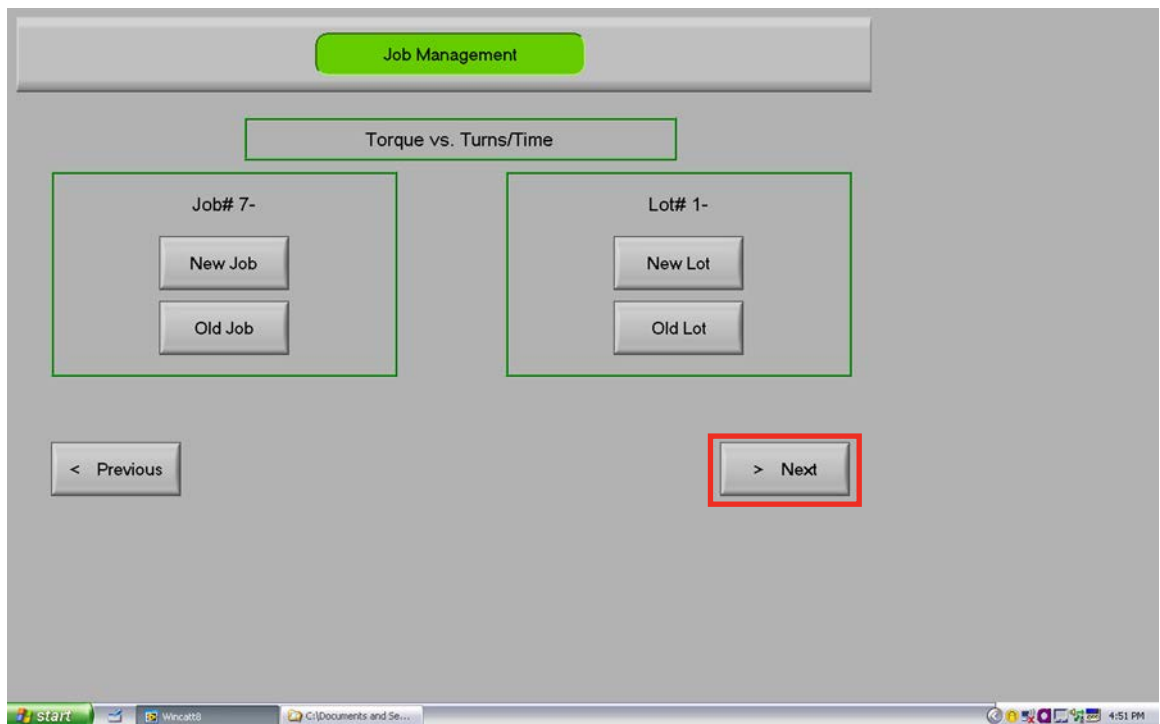 Job Management
Torque vs. Turns/Time
Job# 7-
New Job
Old Job
Lot# 1-
New Lot
Old Lot
< Previous
> Next
start
Wincatt8
C:\Documents and Se...
4:51 PM